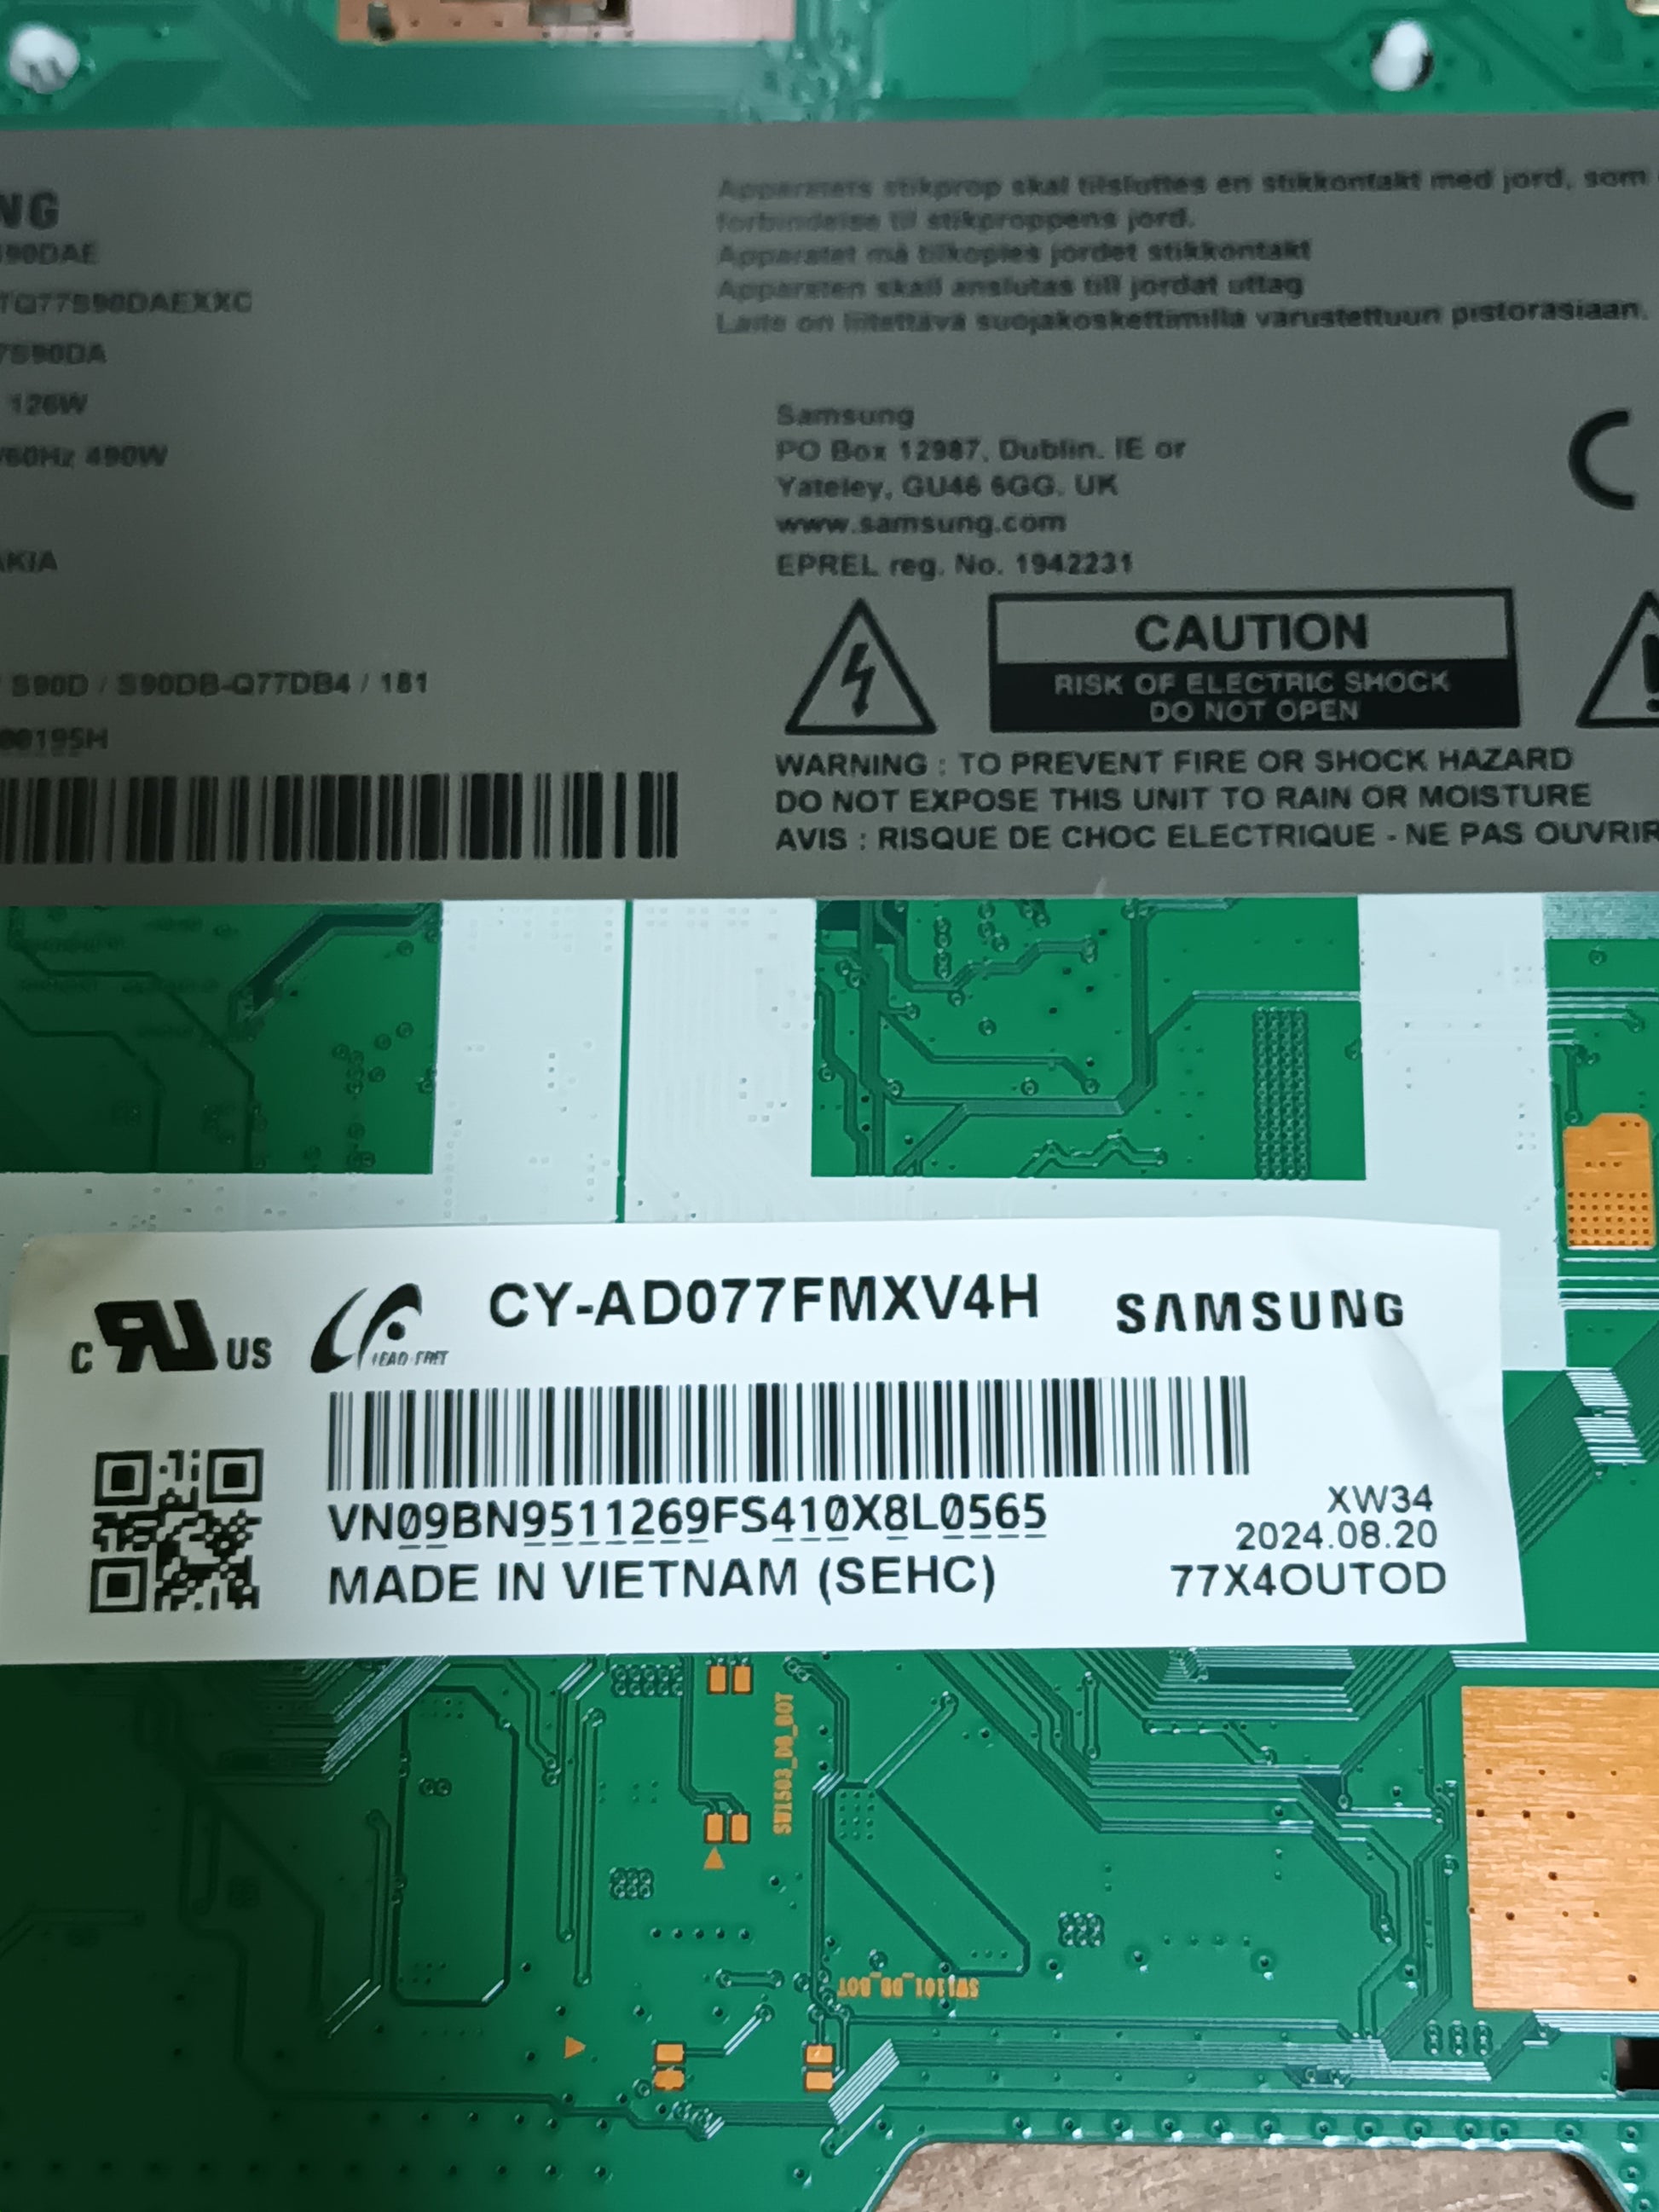 NG
S90DAE
TQ77S90DAEXXC
7S90DA
126W
/60Hz 490W
AKIA
S90D / S90DB-Q77DB4 / 181
00195H
Apparatets stikprop skal tilsluttes en stikkontakt med jord, som
forbindelse til stikproppens jord.
Apparatet må tilkoples jordet stikkontakt
Apparaten skall anslutas till jordat uttag
Laite on liitettävä suojakoskettimilla varustettuun pistorasiaan.
Samsung
PO Box 12987, Dublin. IE or
Yateley, GU46 6GG. UK
www.samsung.com
EPREL reg. No. 1942231
CAUTION
RISK OF ELECTRIC SHOCK
DO NOT OPEN
WARNING : TO PREVENT FIRE OR SHOCK HAZARD
DO NOT EXPOSE THIS UNIT TO RAIN OR MOISTURE
AVIS : RISQUE DE CHOC ELECTRIQUE - NE PAS OUVRIR
C US
LEAD-FREE
CY-AD077FMXV4H
SAMSUNG
VN09BN9511269FS410X8L0565
MADE IN VIETNAM (SEHC)
XW34
2024.08.20
77X4OUTOD
SW1503_DB_BOT
SW1101_DB_BOT